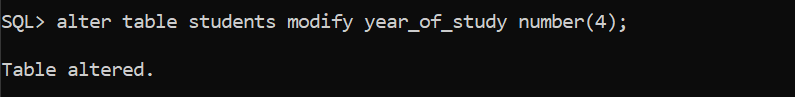 SQL> alter table students modify year_of_study number(4);
Table altered.